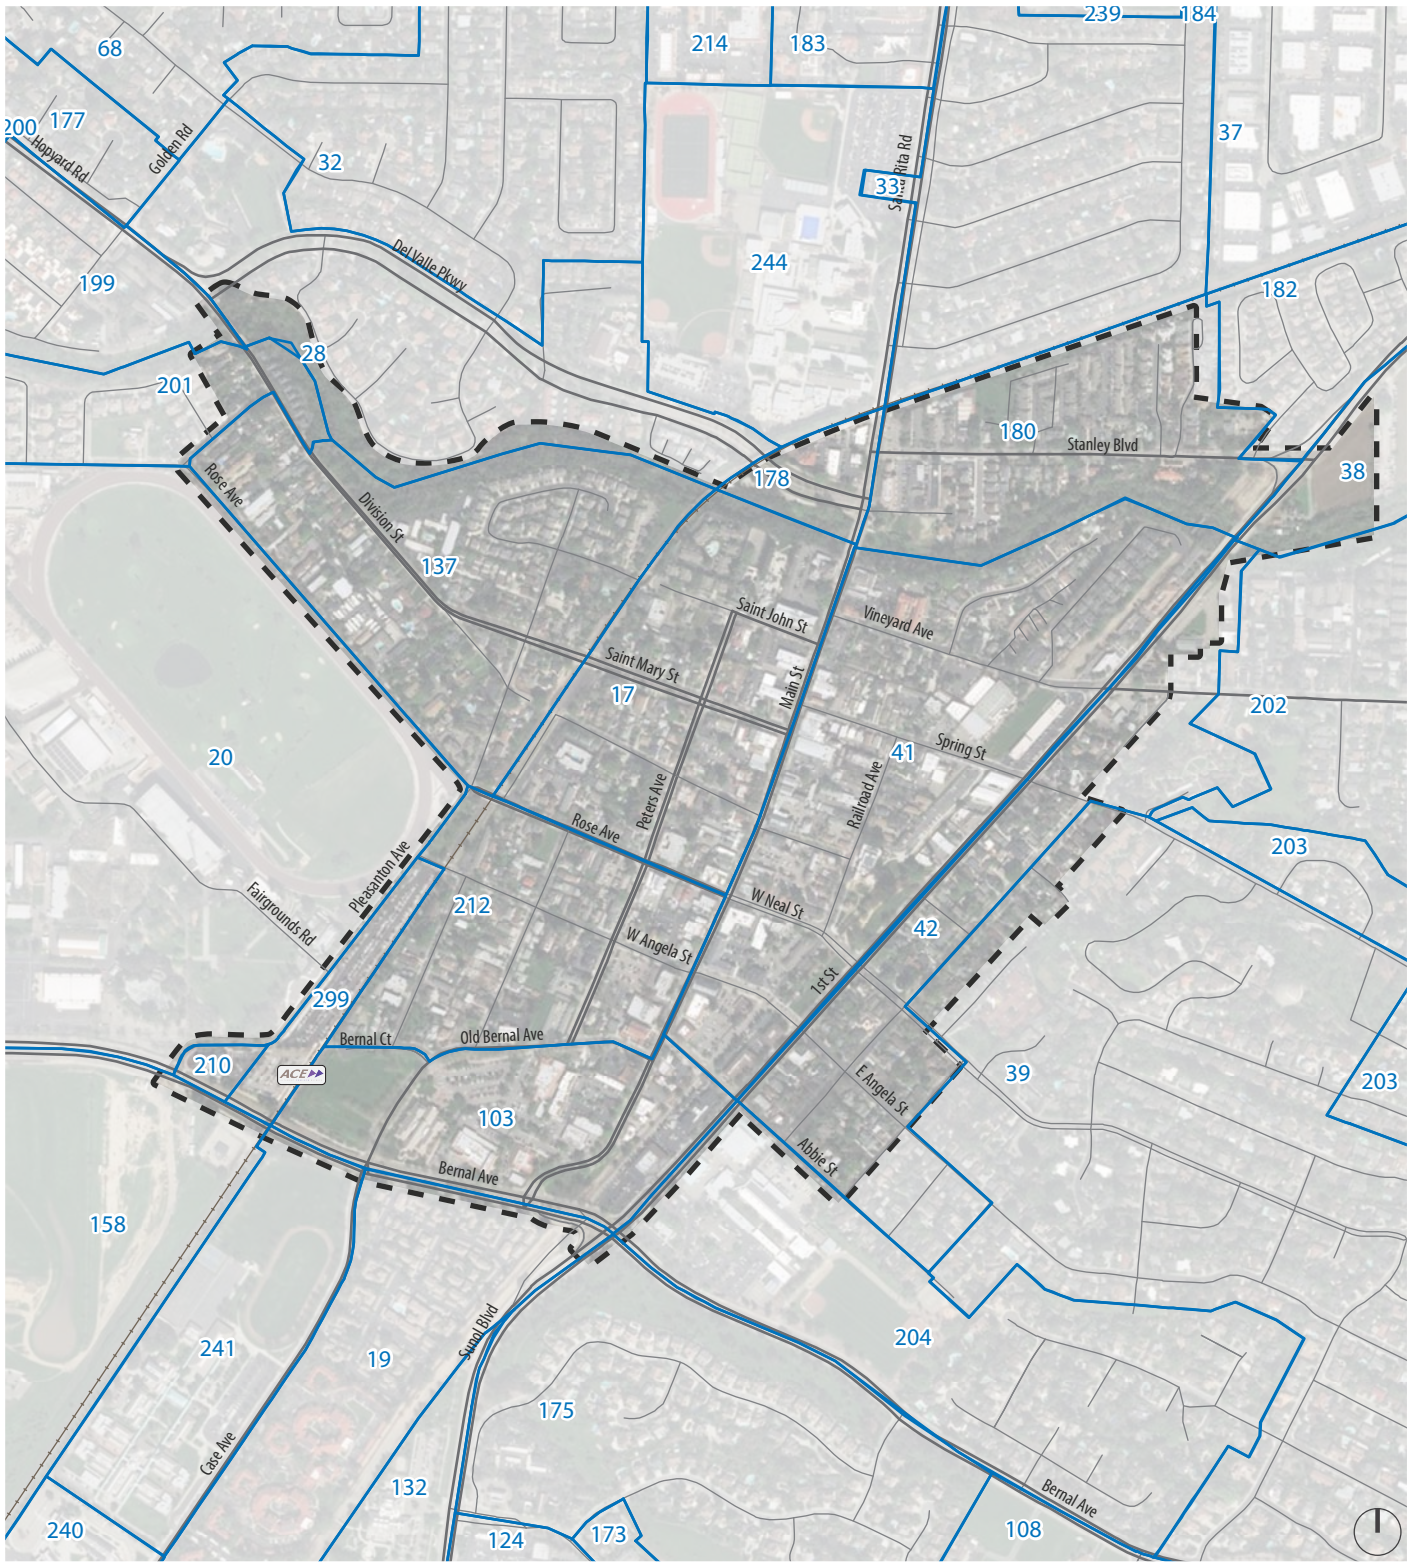 239
184
68
214
183
200
177
37
Hopyard Rd
Golden Rd
32
Santa Rita Rd
33
Del Valle Pkwy
244
199
182
28
201
180
Stanley Blvd
38
178
Rose Ave
Division St
137
Saint John St
Vineyard Ave
Saint Mary St
17
Main St
202
20
41
Spring St
Peters Ave
Railroad Ave
Rose Ave
203
Pleasanton Ave
212
W Neal St
Fairgrounds Rd
42
W Angela St
1st St
299
Bernal Ct
Old Bernal Ave
210
ACE
39
203
E Angela St
103
Abbie St
Bernal Ave
158
Sunol Blvd
241
19
204
175
Case Ave
132
Bernal Ave
240
124
173
108